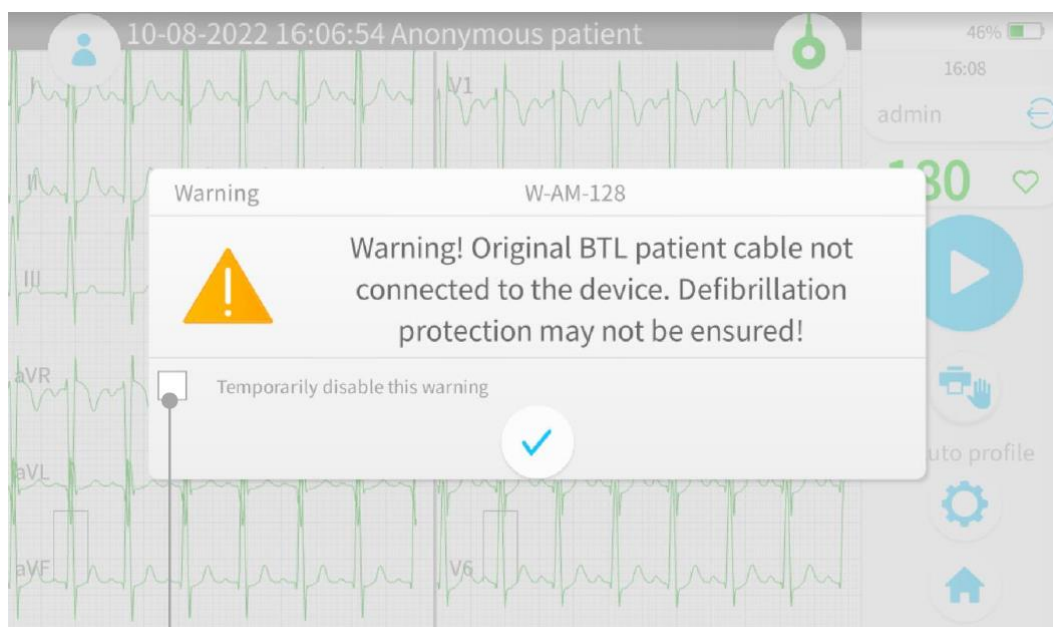 10-08-2022 16:06:54 Anonymous patient
46%
16:08
admin
I
V1
II
III
aVR
aVL
aVF
V6
Warning
W-AM-128
Warning! Original BTL patient cable not
connected to the device. Defibrillation
protection may not be ensured!
Temporarily disable this warning
uto profile